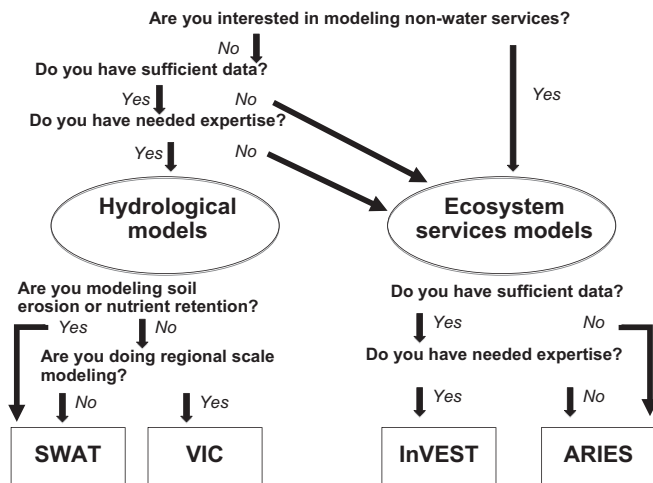 Are you interested in modeling non-water services?
No
Do you have sufficient data?
Yes
No
Yes
Do you have needed expertise?
Yes
No
Hydrological
models
Ecosystem
services models
Are you modeling soil
erosion or nutrient retention?
Do you have sufficient data?
Yes
No
Yes
No
Are you doing regional scale
modeling?
Do you have needed expertise?
No
Yes
Yes
No
SWAT
VIC
InVEST
ARIES